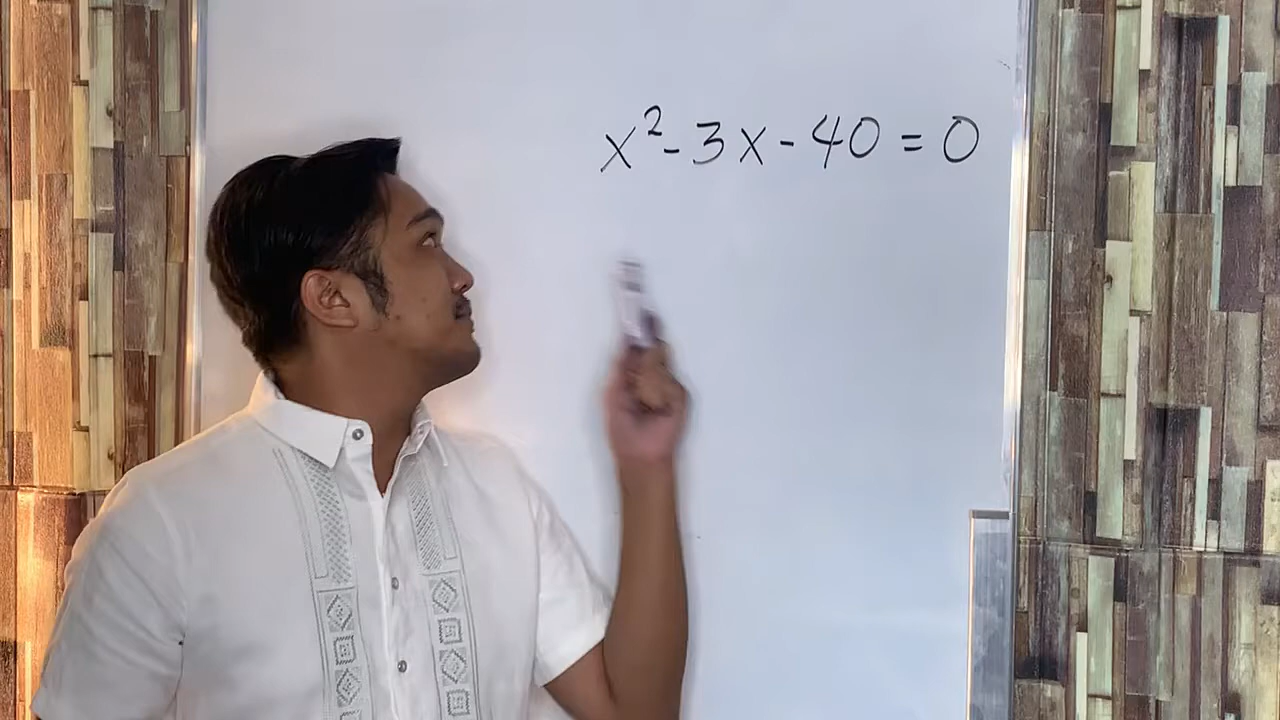 x² - 3x - 40 = 0